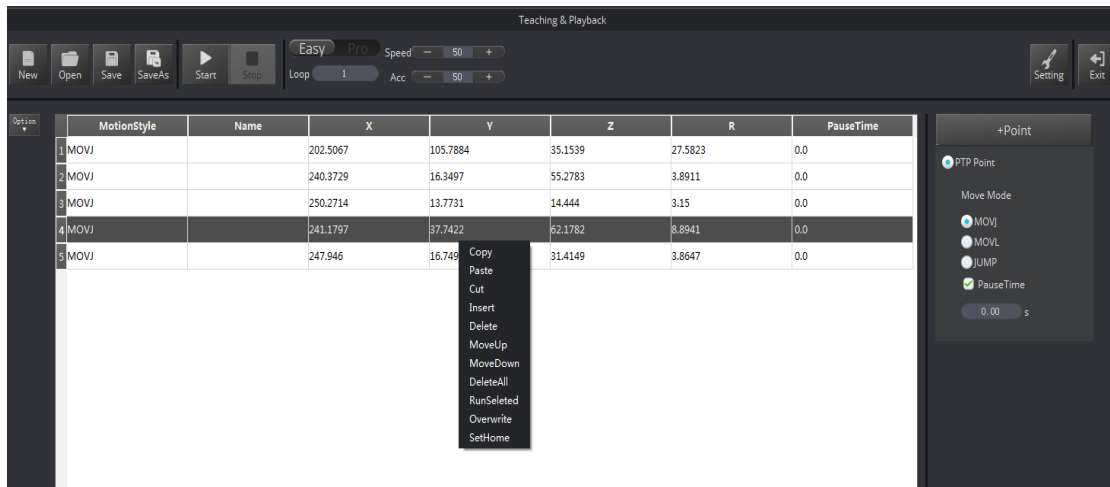 Teaching & Playback
New Open Save SaveAs Start Stop Easy Pro Speed − 50 + Setting Exit
Loop 1 Acc − 50 +
Option
MotionStyle Name X Y Z R PauseTime
1 MOVJ 202.5067 105.7884 35.1539 27.5823 0.0
2 MOVJ 240.3729 16.3497 55.2783 3.8911 0.0
3 MOVJ 250.2714 13.7731 14.444 3.15 0.0
4 MOVJ 241.1797 37.7422 62.1782 8.8941 0.0
5 MOVJ 247.946 16.749 31.4149 3.8647 0.0
Copy
Paste
Cut
Insert
Delete
MoveUp
MoveDown
DeleteAll
RunSeleted
Overwrite
SetHome
+Point
PTP Point
Move Mode
MOVJ
MOVL
JUMP
PauseTime
0.00 s